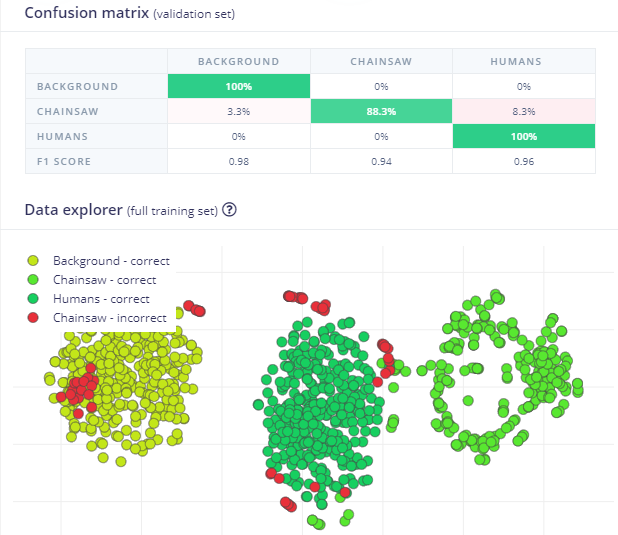 Confusion matrix (validation set)
BACKGROUND CHAINSAW HUMANS
BACKGROUND 100% 0% 0%
CHAINSAW 3.3% 88.3% 8.3%
HUMANS 0% 0% 100%
F1 SCORE 0.98 0.94 0.96
Data explorer (full training set) ?
Background - correct
Chainsaw - correct
Humans - correct
Chainsaw - incorrect